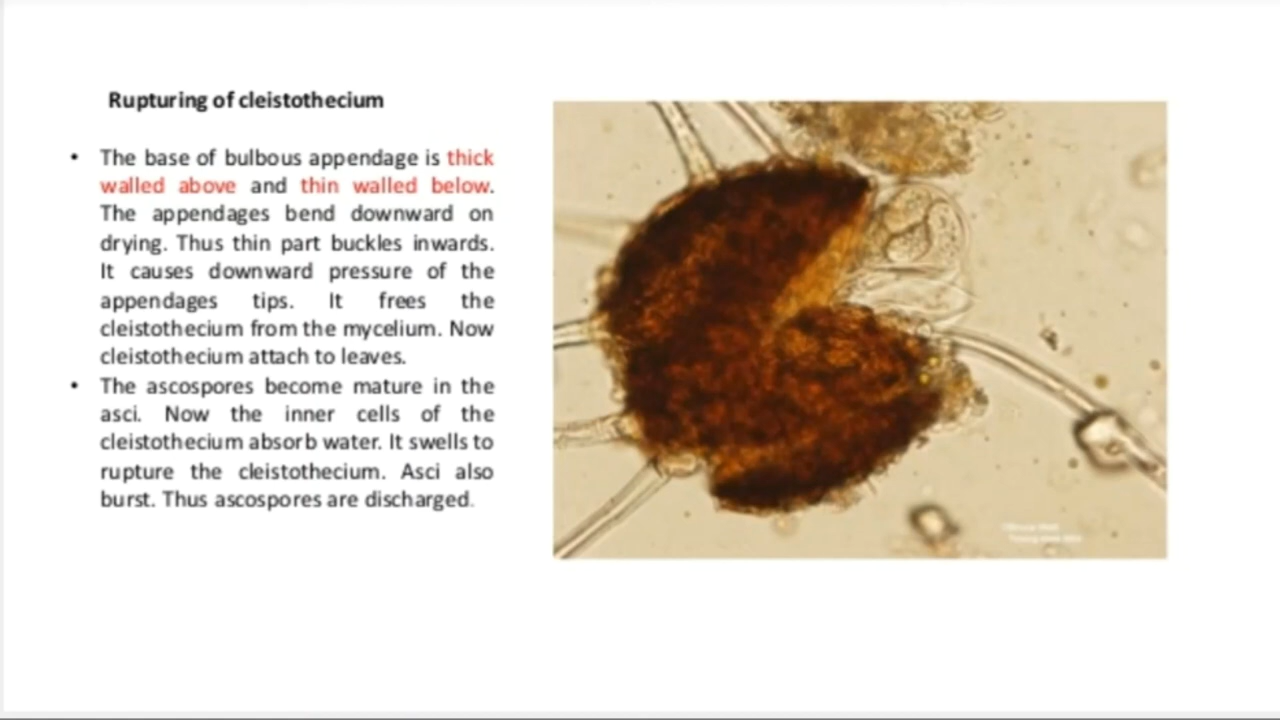 Rupturing of cleistothecium
• The base of bulbous appendage is thick
walled above and thin walled below.
The appendages bend downward on
drying. Thus thin part buckles inwards.
It causes downward pressure of the
appendages tips. It frees the
cleistothecium from the mycelium. Now
cleistothecium attach to leaves.
• The ascospores become mature in the
asci. Now the inner cells of the
cleistothecium absorb water. It swells to
rupture the cleistothecium. Asci also
burst. Thus ascospores are discharged.